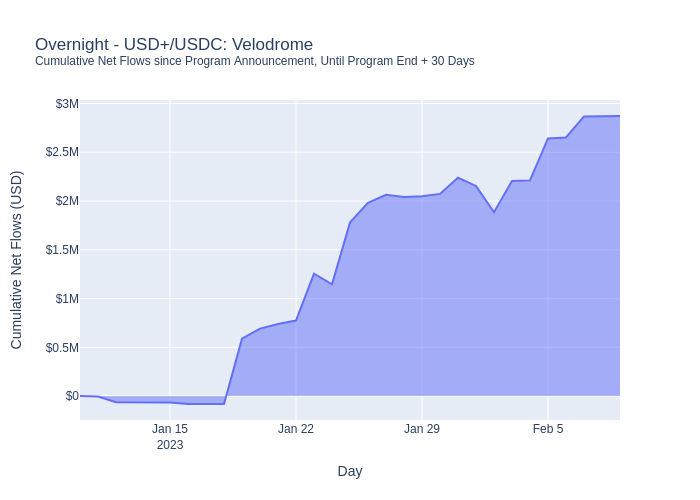 Overnight - USD+/USDC: Velodrome
Cumulative Net Flows since Program Announcement, Until Program End + 30 Days
Cumulative Net Flows (USD)
$3M
$2.5M
$2M
$1.5M
$1M
$0.5M
$0
Jan 15
2023
Jan 22
Jan 29
Feb 5
Day